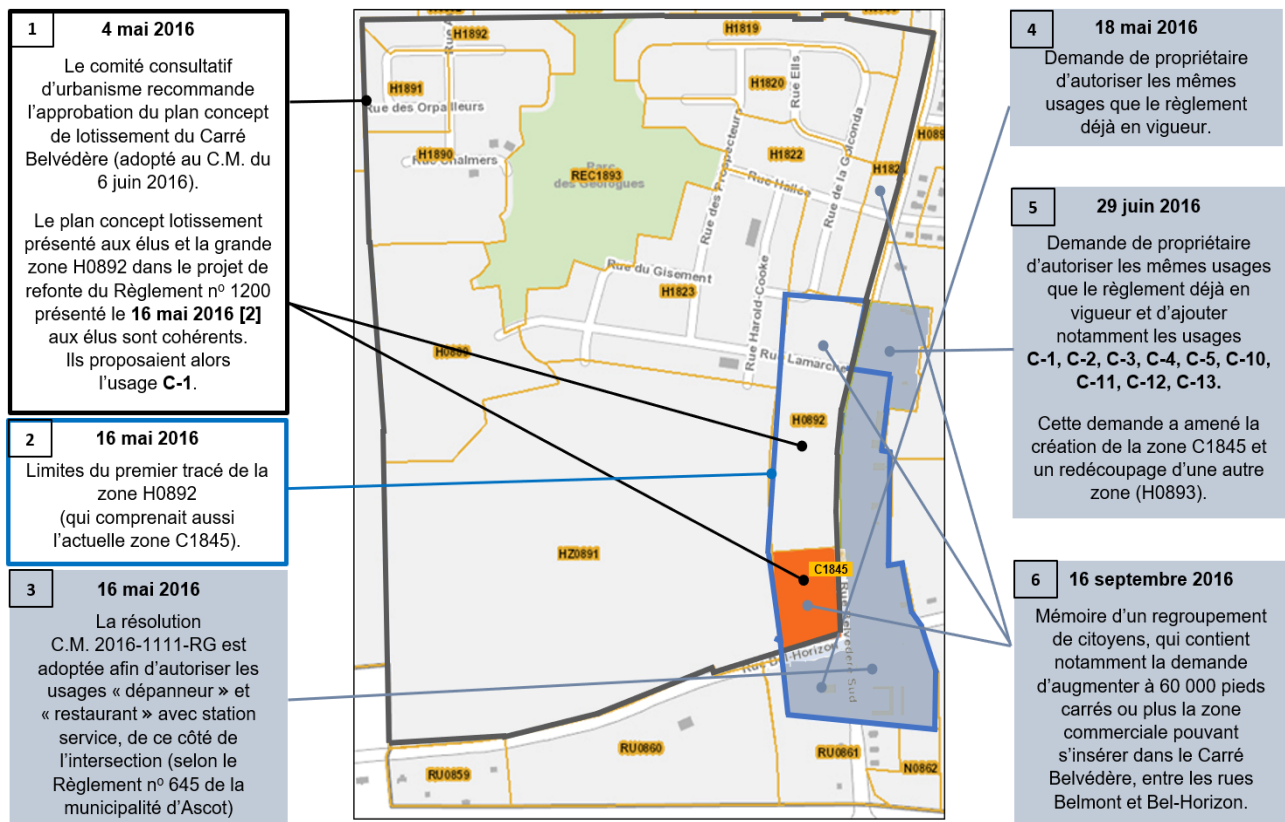 1
4 mai 2016
Le comité consultatif
d’urbanisme recommande
l’approbation du plan concept
de lotissement du Carré
Belvédère (adopté au C.M. du
6 juin 2016).
Le plan concept lotissement
présenté aux élus et la grande
zone H0892 dans le projet de
refonte du Règlement nº 1200
présenté le 16 mai 2016 [2]
aux élus sont cohérents.
Ils proposaient alors
l’usage C-1.
2
16 mai 2016
Limites du premier tracé de la
zone H0892
(qui comprenait aussi
l’actuelle zone C1845).
3
16 mai 2016
La résolution
C.M. 2016-1111-RG est
adoptée afin d’autoriser les
usages « dépanneur » et
« restaurant » avec station
service, de ce côté de
l’intersection (selon le
Règlement nº 645 de la
municipalité d’Ascot)
H1892
H1819
H1891
Rue des Orpailleurs
H1820
Rue Ells
H1890
Rue Chalmers
REC1893
Parc
des Géologues
H1822
Rue Hallée
Rue de la Golconda
Rue des Prospecteurs
Rue du Gisement
H1823
Rue Harold-Cooke
Rue Lamarche
H0889
H0892
HZ0891
C1845
Rue Belvédère Sud
Rue Bel-Horizon
RU0860
RU0861
RU0859
N0862
4
18 mai 2016
Demande de propriétaire
d’autoriser les mêmes
usages que le règlement
déjà en vigueur.
5
29 juin 2016
Demande de propriétaire
d’autoriser les mêmes usages
que le règlement déjà en
vigueur et d’ajouter
notamment les usages
C-1, C-2, C-3, C-4, C-5, C-10,
C-11, C-12, C-13.
Cette demande a amené la
création de la zone C1845 et
un redécoupage d’une autre
zone (H0893).
6
16 septembre 2016
Mémoire d’un regroupement
de citoyens, qui contient
notamment la demande
d’augmenter à 60 000 pieds
carrés ou plus la zone
commerciale pouvant
s’insérer dans le Carré
Belvédère, entre les rues
Belmont et Bel-Horizon.